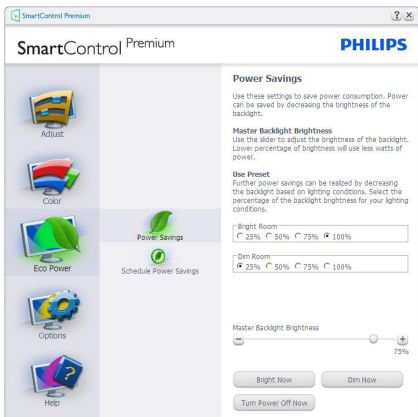 SmartControl Premium
SmartControl Premium
PHILIPS
Adjust
Color
Eco Power
Options
Help
Power Savings
Schedule Power Savings
Power Savings
Use these settings to save power consumption. Power
can be saved by decreasing the brightness of the
backlight.
Master Backlight Brightness
Use the slider to adjust the brightness of the backlight.
Lower percentage of brightness will use less watts of
power.
Use Preset
Further power savings can be realized by decreasing
the backlight based on lighting conditions. Select the
percentage of the backlight brightness for your lighting
conditions.
Bright Room
25% 50% 75% 100%
Dim Room
25% 50% 75% 100%
Master Backlight Brightness
75%
Bright Now Dim Now
Turn Power Off Now